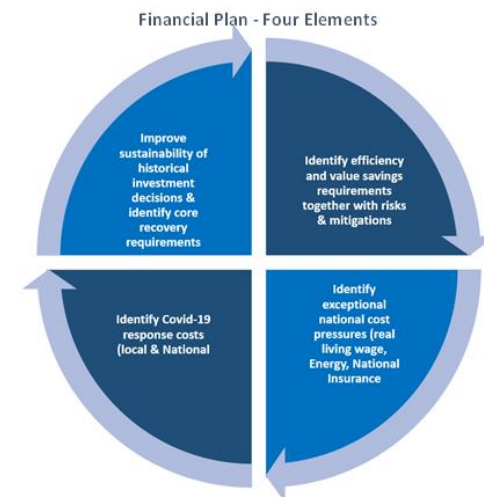 Financial Plan - Four Elements
Improve
sustainability of
historical
investment
decisions &
identify core
recovery
requirements
Identify efficiency
and value savings
requirements
together with risks
& mitigations
Identify Covid-19
response costs
(local & National
Identify
exceptional
national cost
pressures (real
living wage,
Energy, National
Insurance